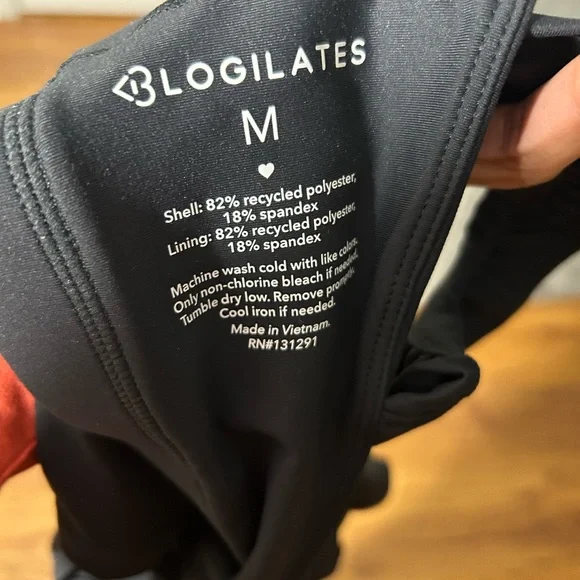 BLOGILATES
M
Shell: 82% recycled polyester,
18% spandex
Lining: 82% recycled polyester,
18% spandex
Machine wash cold with like colors.
Only non-chlorine bleach if needed.
Tumble dry low. Remove promptly.
Cool iron if needed.
Made in Vietnam.
RN#131291